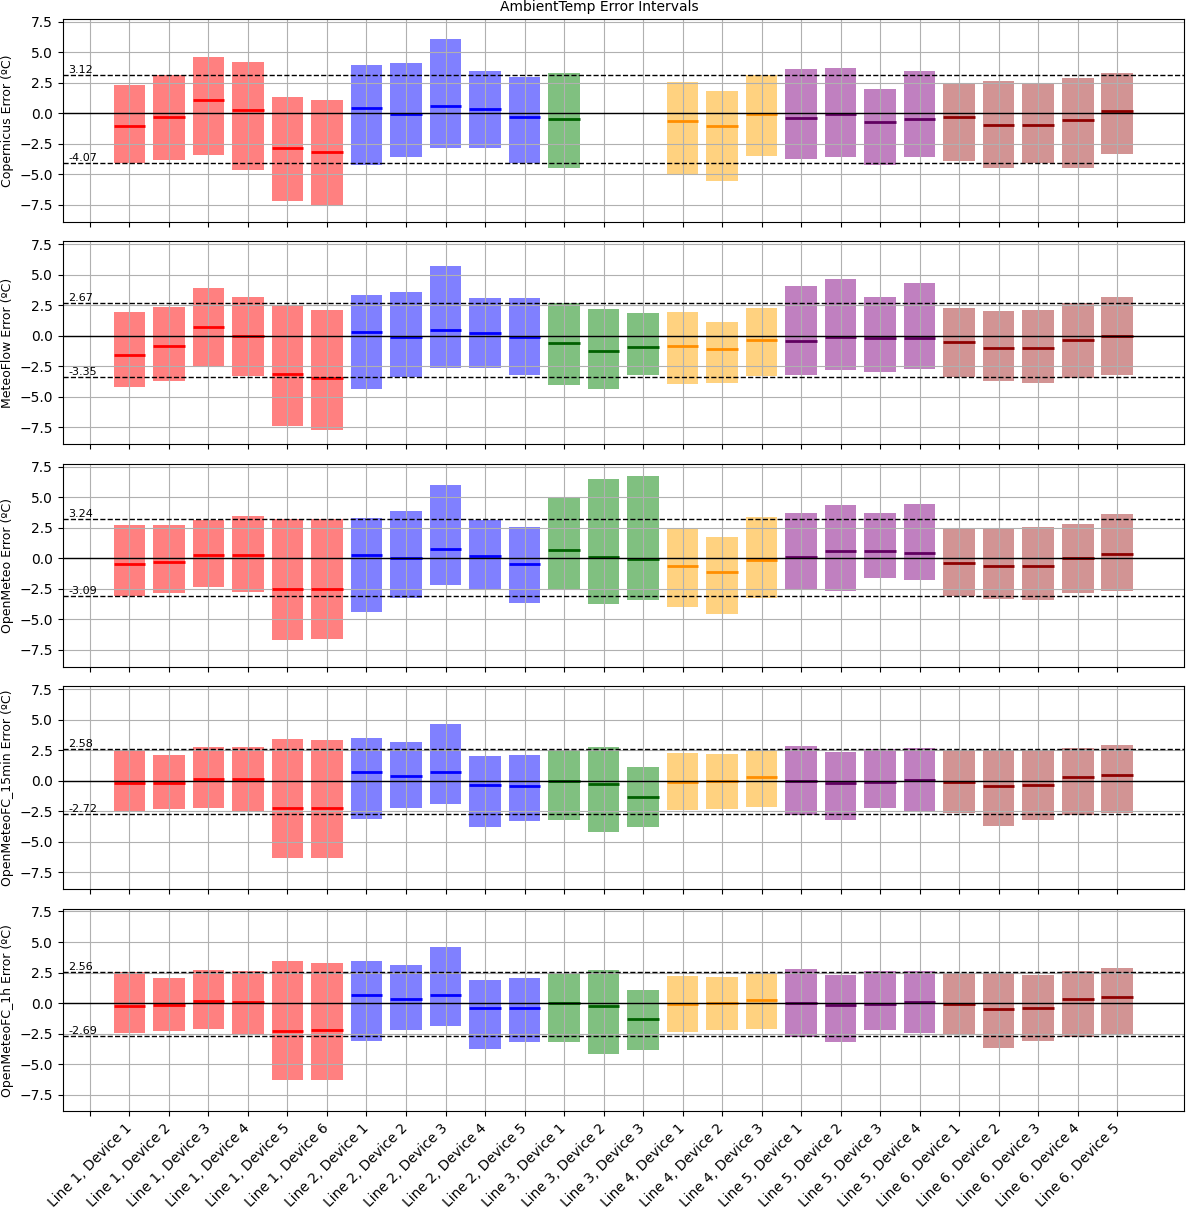 AmbientTemp Error Intervals
Copernicus Error (ºC)
7.5
5.0
2.5
0.0
−2.5
−5.0
−7.5
3.12
-4.07
MeteoFlow Error (ºC)
7.5
5.0
2.5
0.0
−2.5
−5.0
−7.5
2.67
-3.35
OpenMeteo Error (ºC)
7.5
5.0
2.5
0.0
−2.5
−5.0
−7.5
3.24
-3.09
OpenMeteoFC_15min Error (ºC)
7.5
5.0
2.5
0.0
−2.5
−5.0
−7.5
2.58
-2.72
OpenMeteoFC_1h Error (ºC)
7.5
5.0
2.5
0.0
−2.5
−5.0
−7.5
2.56
-2.69
Line 1, Device 1
Line 1, Device 2
Line 1, Device 3
Line 1, Device 4
Line 1, Device 5
Line 1, Device 6
Line 2, Device 1
Line 2, Device 2
Line 2, Device 3
Line 2, Device 4
Line 2, Device 5
Line 3, Device 1
Line 3, Device 2
Line 3, Device 3
Line 4, Device 1
Line 4, Device 2
Line 4, Device 3
Line 5, Device 1
Line 5, Device 2
Line 5, Device 3
Line 5, Device 4
Line 6, Device 1
Line 6, Device 2
Line 6, Device 3
Line 6, Device 4
Line 6, Device 5